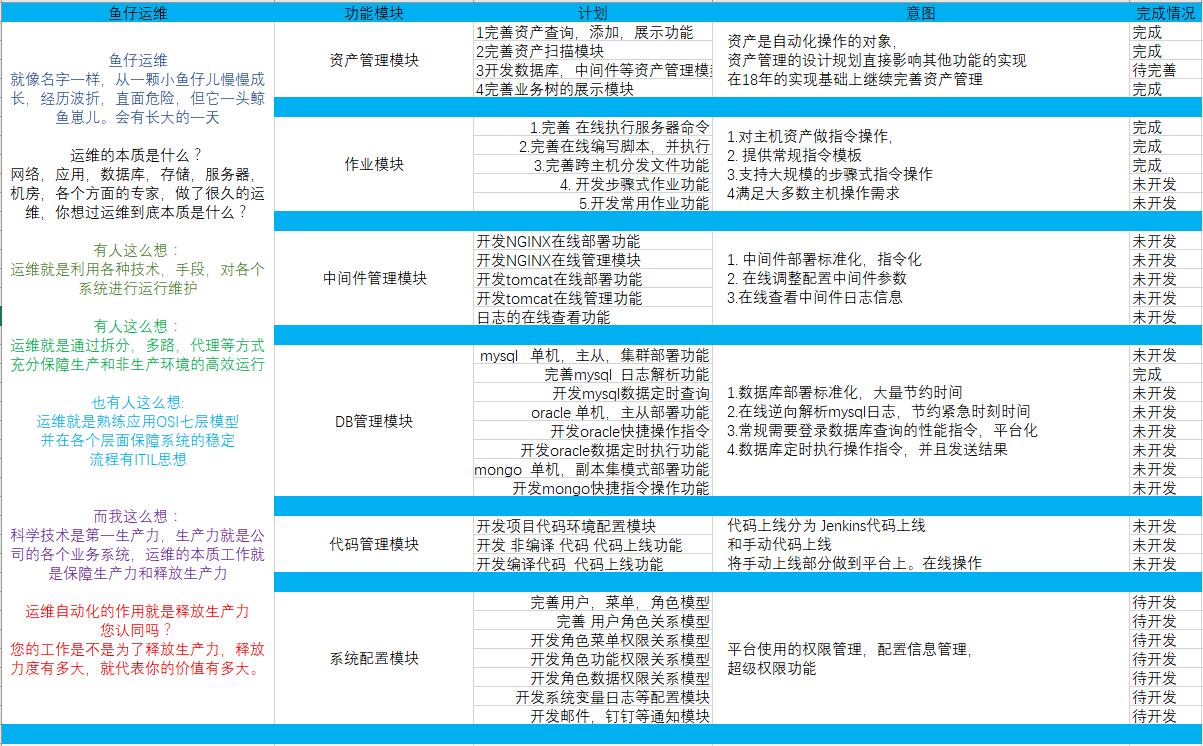 鱼仔运维
功能模块
计划
意图
完成情况
鱼仔运维
就像名字一样，从一颗小鱼仔儿慢慢成
长，经历波折，直面危险，但它一头鲸
鱼崽儿。会有长大的一天
运维的本质是什么？
网络，应用，数据库，存储，服务器，
机房，各个方面的专家，做了很久的运
维，你想过运维到底本质是什么？
有人这么想：
运维就是利用各种技术，手段，对各个
系统进行运行维护
有人这么想：
运维就是通过拆分，多路，代理等方式
充分保障生产和非生产环境的高效运行
也有人这么想:
运维就是熟练应用OSI七层模型
并在各个层面保障系统的稳定
流程有ITIL思想
而我这么想：
科学技术是第一生产力，生产力就是公
司的各个业务系统，运维的本质工作就
是保障生产力和释放生产力
运维自动化的作用就是释放生产力
您认同吗？
您的工作是不是为了释放生产力，释放
力度有多大，就代表你的价值有多大。
资产管理模块
1完善资产查询，添加，展示功能
2完善资产扫描模块
3开发数据库，中间件等资产管理模
4完善业务树的展示模块
资产是自动化操作的对象，
资产管理的设计规划直接影响其他功能的实现
在18年的实现基础上继续完善资产管理
完成
完成
待完善
完成
作业模块
1.完善 在线执行服务器命令
2.完善在线编写脚本，并执行
3.完善跨主机分发文件功能
4. 开发步骤式作业功能
5.开发常用作业功能
1.对主机资产做指令操作，
2. 提供常规指令模板
3.支持大规模的步骤式指令操作
4满足大多数主机操作需求
完成
完成
完成
未开发
未开发
中间件管理模块
开发NGINX在线部署功能
开发NGINX在线管理模块
开发tomcat在线部署功能
开发tomcat在线管理功能
日志的在线查看功能
1. 中间件部署标准化，指令化
2. 在线调整配置中间件参数
3.在线查看中间件日志信息
未开发
未开发
未开发
未开发
未开发
DB管理模块
mysql 单机，主从，集群部署功能
完善mysql 日志解析功能
开发mysql数据定时查询
oracle 单机，主从部署功能
开发oracle快捷操作指令
开发oracle数据定时执行功能
mongo 单机，副本集模式部署功能
开发mongo快捷指令操作功能
1.数据库部署标准化，大量节约时间
2.在线逆向解析mysql日志，节约紧急时刻时间
3.常规需要登录数据库查询的性能指令，平台化
4.数据库定时执行操作指令，并且发送结果
未开发
完成
未开发
未开发
未开发
未开发
未开发
未开发
代码管理模块
开发项目代码环境配置模块
开发 非编译 代码 代码上线功能
开发编译代码 代码上线功能
代码上线分为 Jenkins代码上线
和手动代码上线
将手动上线部分做到平台上。在线操作
未开发
未开发
未开发
系统配置模块
完善用户，菜单，角色模型
完善 用户角色关系模型
开发角色菜单权限关系模型
开发角色功能权限关系模型
开发角色数据权限关系模型
开发系统变量日志等配置模块
开发邮件，钉钉等通知模块
平台使用的权限管理，配置信息管理，
超级权限功能
待开发
待开发
待开发
待开发
待开发
待开发
待开发